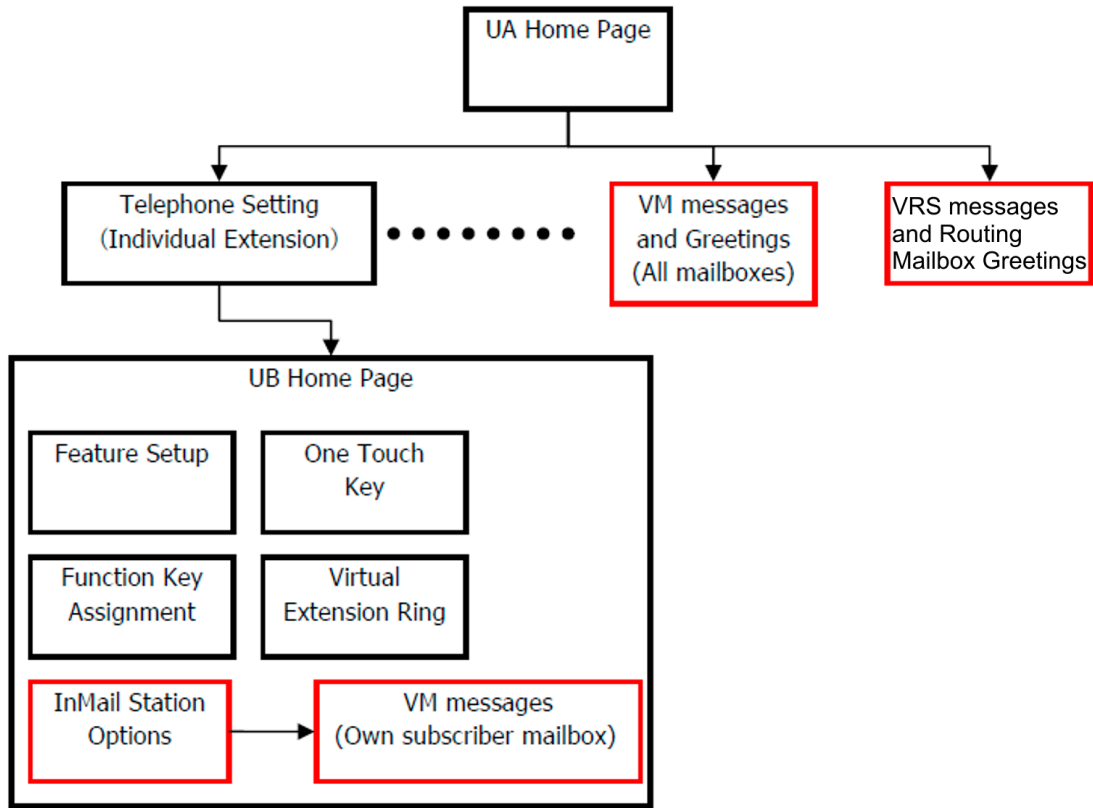 UA Home Page
Telephone Setting
(Individual Extension)
VM messages
and Greetings
(All mailboxes)
VRS messages
and Routing
Mailbox Greetings
UB Home Page
Feature Setup
One Touch
Key
Function Key
Assignment
Virtual
Extension Ring
InMail Station
Options
VM messages
(Own subscriber mailbox)